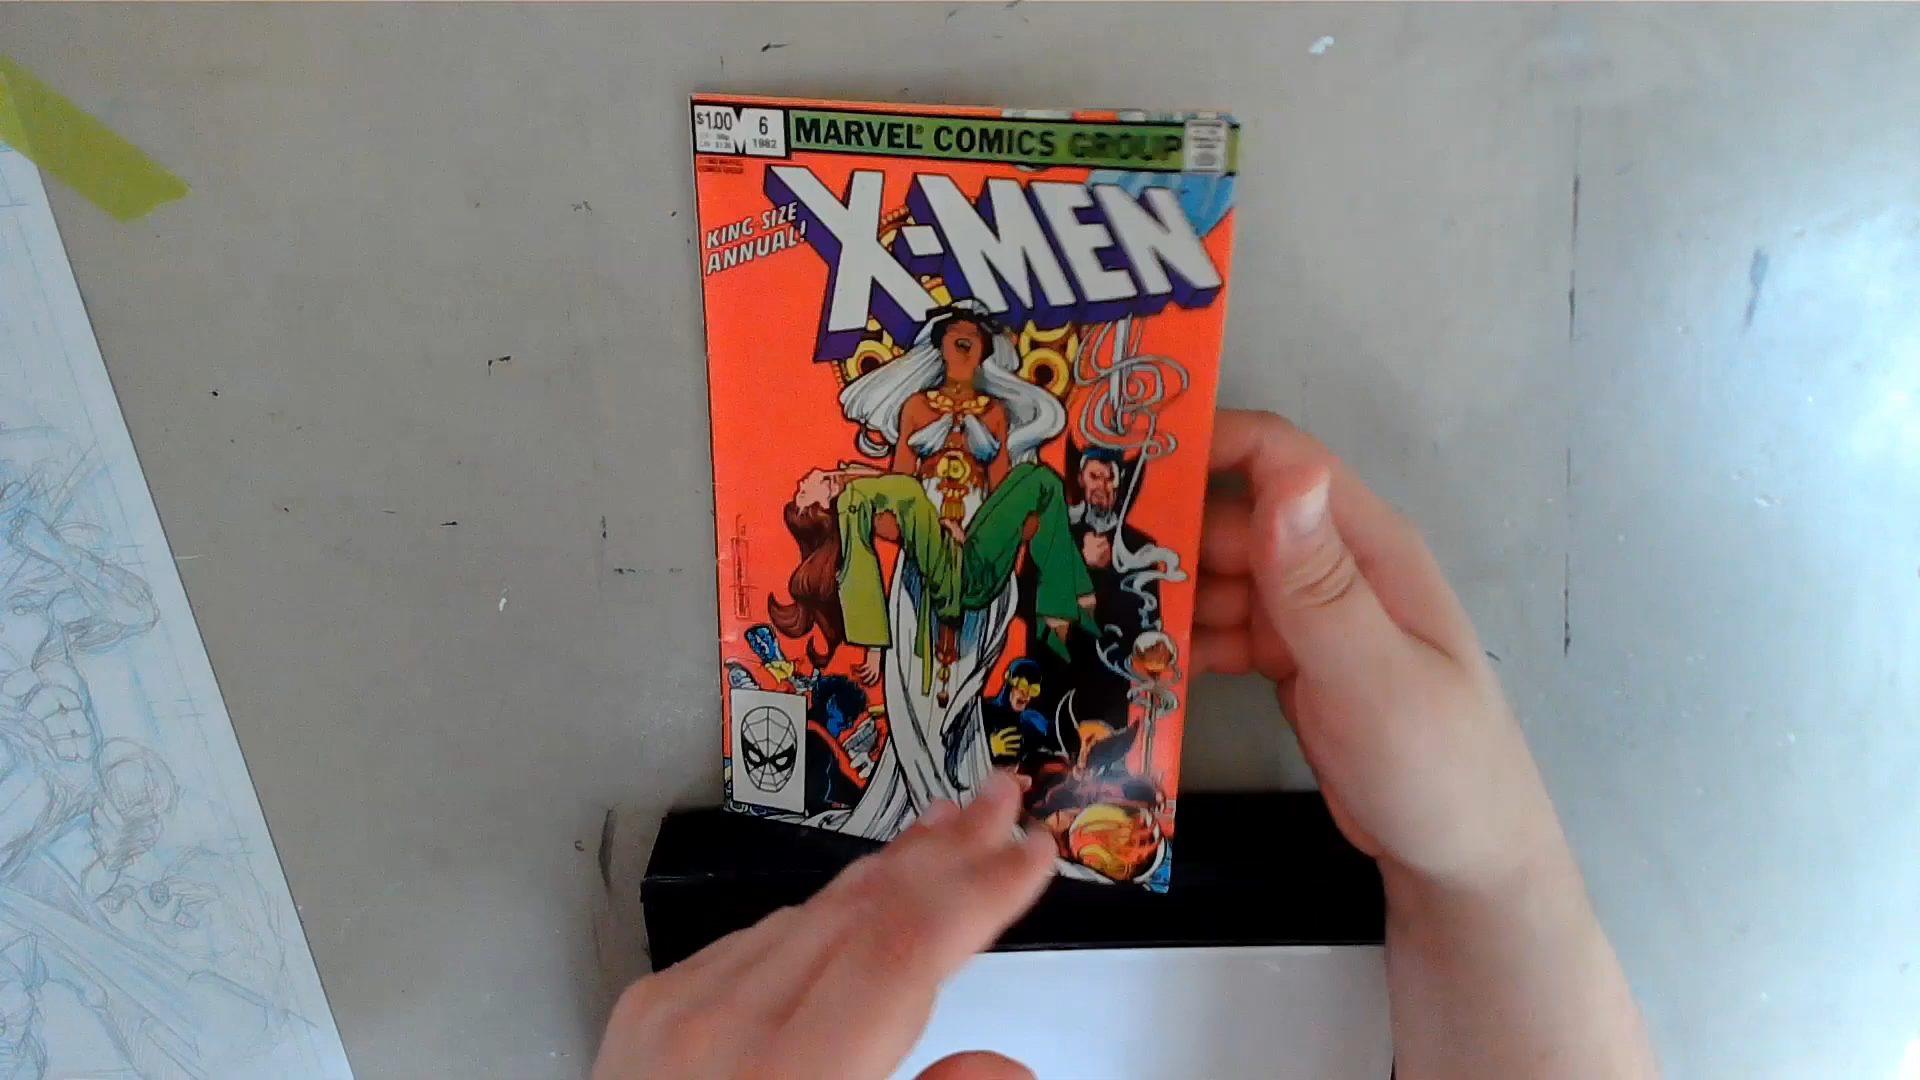 $1.00
6
1982
MARVEL® COMICS GROUP
KING SIZE
ANNUAL!
X-MEN